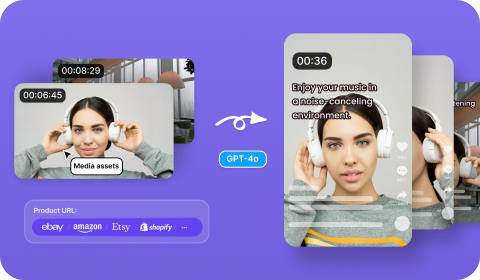 00:08:29
00:06:45
Media assets
Product URL:
ebay / amazon / Etsy / shopify / ...
GPT-4o
00:36
Enjoy your music in
a noise-canceling
environment.
tening